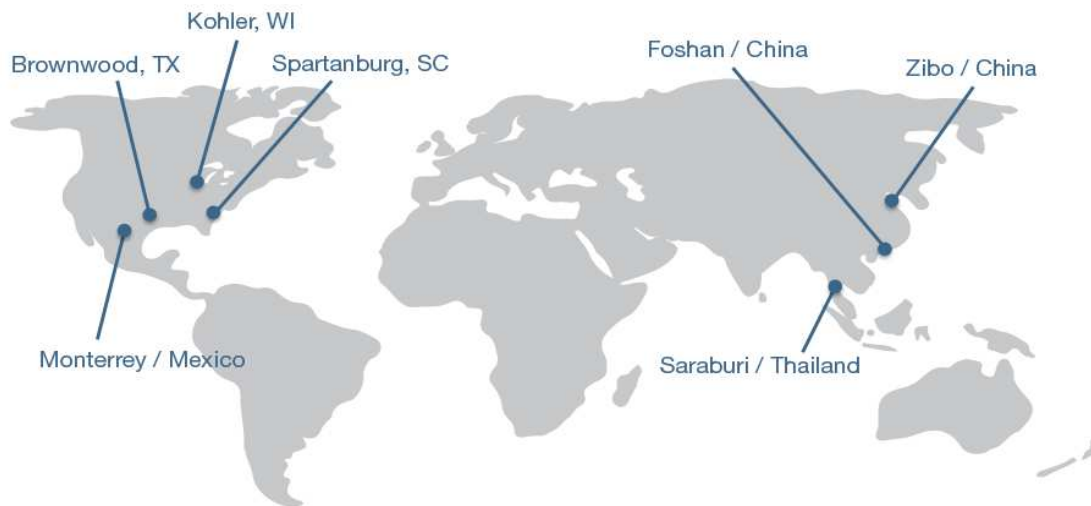 Kohler, WI
Brownwood, TX
Spartanburg, SC
Foshan / China
Zibo / China
Monterrey / Mexico
Saraburi / Thailand